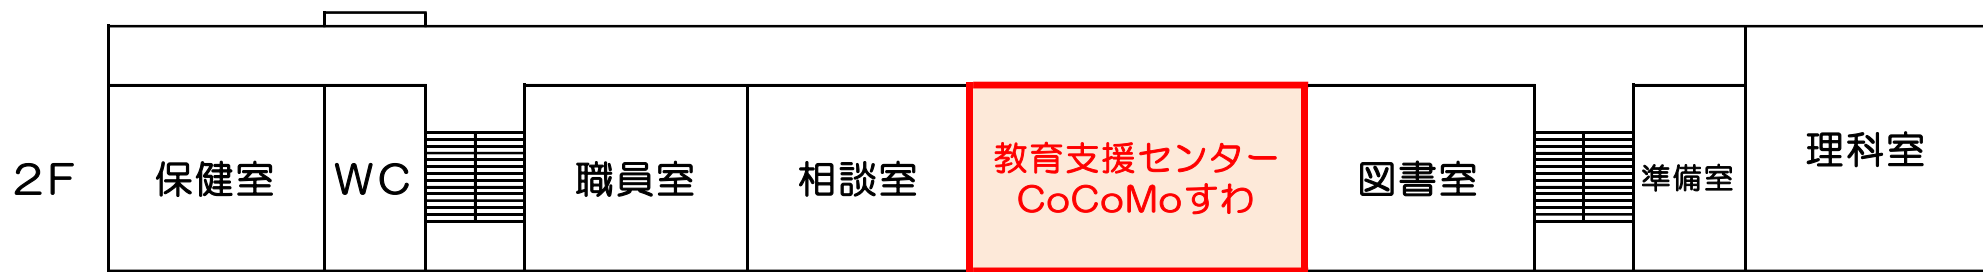 2F
保健室
WC
職員室
相談室
教育支援センター
CoCoMoすわ
図書室
準備室
理科室